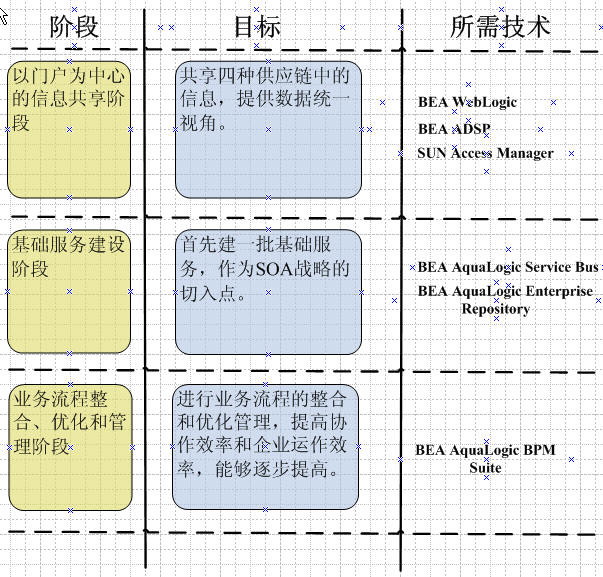 阶段
目标
所需技术
以门户为中心
的信息共享阶
段
共享四种供应链中的
信息，提供数据统一
视角。
BEA WebLogic
BEA ADSP
SUN Access Manager
基础服务建设
阶段
首先建一批基础服
务，作为SOA战略的
切入点。
BEA AquaLogic Service Bus
BEA AquaLogic Enterprise
Repository
业务流程整
合、优化和管
理阶段
进行业务流程的整合
和优化管理，提高协
作效率和企业运作效
率，能够逐步提高。
BEA AquaLogic BPM
Suite